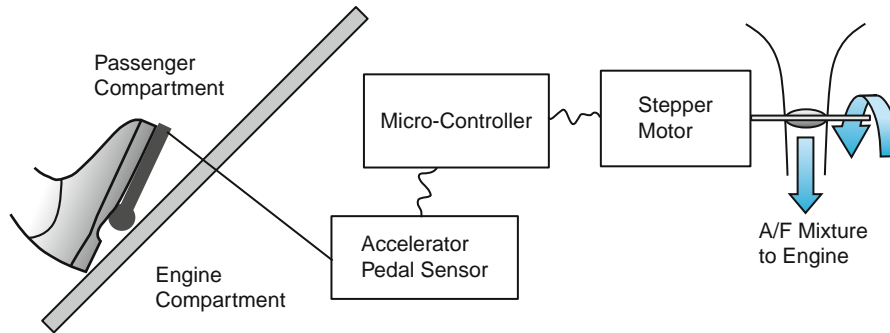 Passenger
Compartment
Micro-Controller
Stepper
Motor
Accelerator
Pedal Sensor
A/F Mixture
to Engine
Engine
Compartment